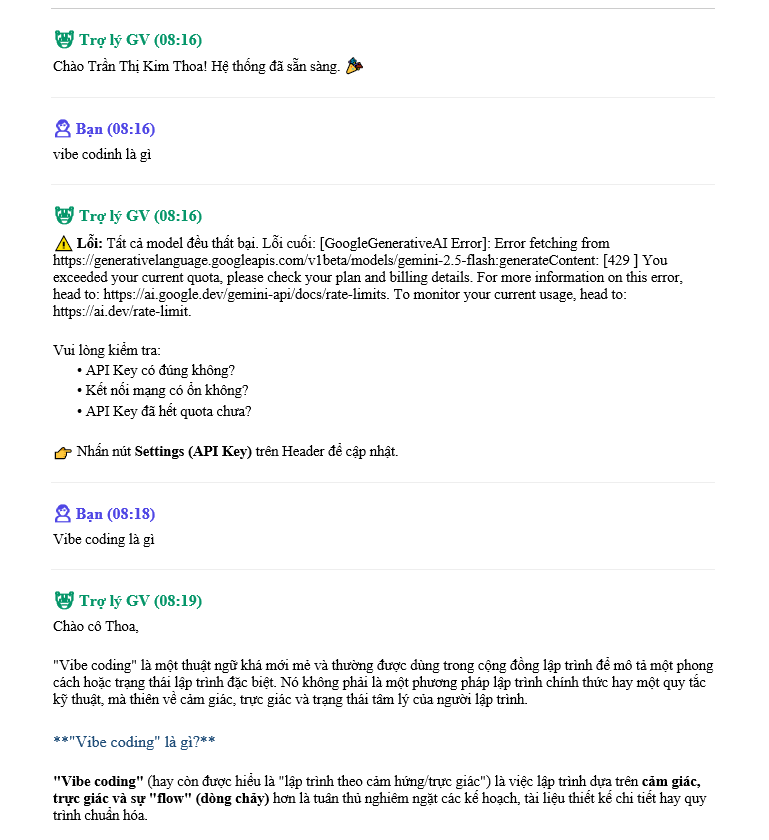 Trợ lý GV (08:16)
Chào Trần Thị Kim Thoa! Hệ thống đã sẵn sàng.
Bạn (08:16)
vibe codinh là gì
Trợ lý GV (08:16)
Lỗi: Tất cả model đều thất bại. Lỗi cuối: [GoogleGenerativeAI Error]: Error fetching from
https://generativelanguage.googleapis.com/v1beta/models/gemini-2.5-flash:generateContent: [429 ] You
exceeded your current quota, please check your plan and billing details. For more information on this error,
head to: https://ai.google.dev/gemini-api/docs/rate-limits. To monitor your current usage, head to:
https://ai.dev/rate-limit.
Vui lòng kiểm tra:
• API Key có đúng không?
• Kết nối mạng có ổn không?
• API Key đã hết quota chưa?
Nhấn nút Settings (API Key) trên Header để cập nhật.
Bạn (08:18)
Vibe coding là gì
Trợ lý GV (08:19)
Chào cô Thoa,
"Vibe coding" là một thuật ngữ khá mới mẻ và thường được dùng trong cộng đồng lập trình để mô tả một phong
cách hoặc trạng thái lập trình đặc biệt. Nó không phải là một phương pháp lập trình chính thức hay một quy tắc
kỹ thuật, mà thiên về cảm giác, trực giác và trạng thái tâm lý của người lập trình.
**"Vibe coding" là gì?**
"Vibe coding" (hay còn được hiểu là "lập trình theo cảm hứng/trực giác") là việc lập trình dựa trên cảm giác,
trực giác và sự "flow" (dòng chảy) hơn là tuân thủ nghiêm ngặt các kế hoạch, tài liệu thiết kế chi tiết hay quy
trình chuẩn hóa.